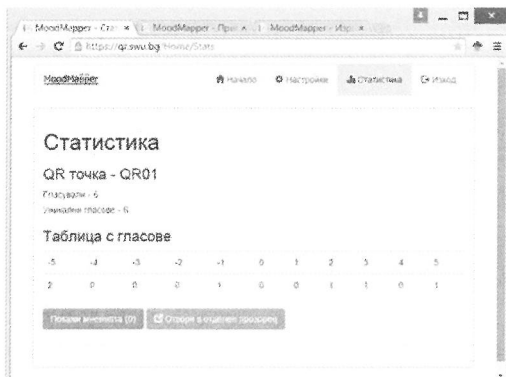 MoodMapper - Ста
MoodMapper - При
MoodMapper - Изр
https://qr.swu.bg/Home/Stats
MoodMapper
Начало
Настройки
Статистика
Изход
Статистика
QR точка - QR01
Гласували - 6
Уникални гласове - 6
Таблица с гласове
-5 -4 -3 -2 -1 0 1 2 3 4 5
2 0 0 0 1 0 0 1 1 0 1
Покажи мненията (0)
Отвори в отделен прозорец